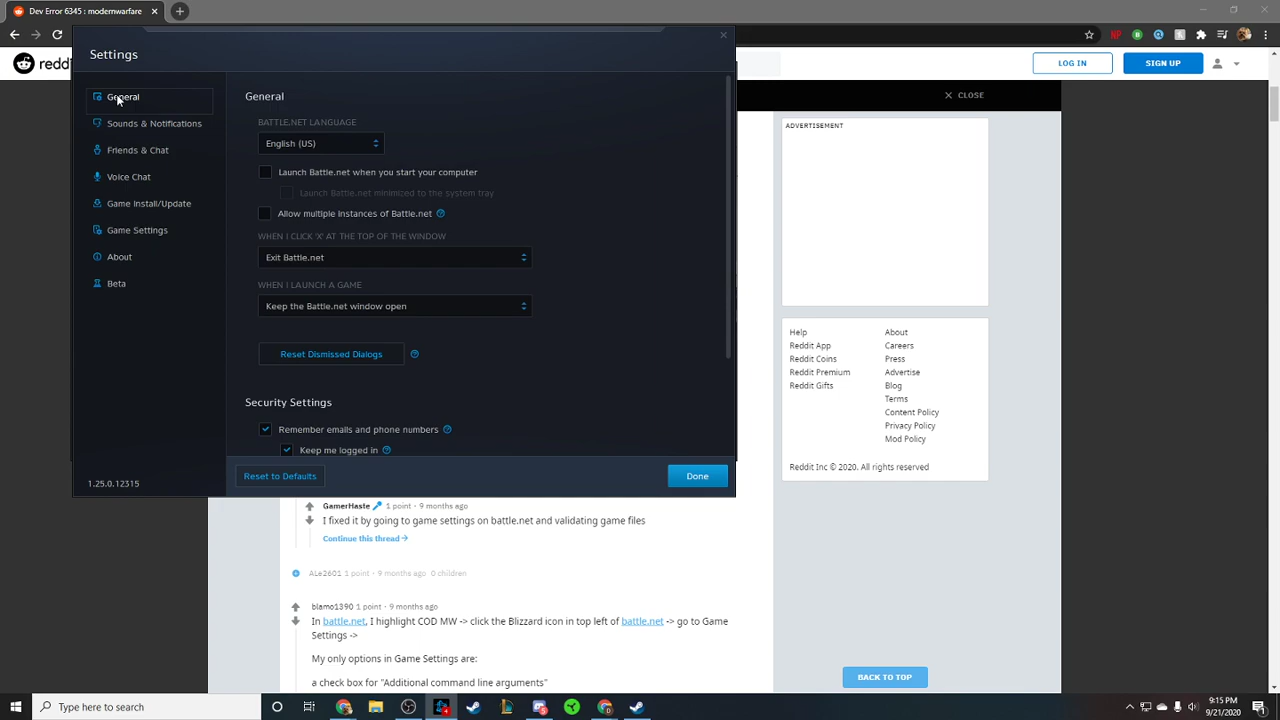 Dev Error 6345 : modernwarfare
Settings
General
Sounds & Notifications
Friends & Chat
Voice Chat
Game Install/Update
Game Settings
About
Beta
1.25.0.12315
General
BATTLE.NET LANGUAGE
English (US)
Launch Battle.net when you start your computer
Launch Battle.net minimized to the system tray
Allow multiple instances of Battle.net
WHEN I CLICK 'X' AT THE TOP OF THE WINDOW
Exit Battle.net
WHEN I LAUNCH A GAME
Keep the Battle.net window open
Reset Dismissed Dialogs
Security Settings
Remember emails and phone numbers
Keep me logged in
Reset to Defaults
Done
LOG IN
SIGN UP
CLOSE
ADVERTISEMENT
Help
About
Reddit App
Careers
Reddit Coins
Press
Reddit Premium
Advertise
Reddit Gifts
Blog
Terms
Content Policy
Privacy Policy
Mod Policy
Reddit Inc © 2020. All rights reserved
GamerHaste 1 point · 9 months ago
I fixed it by going to game settings on battle.net and validating game files
Continue this thread
ALe2601 1 point · 9 months ago 0 children
blamo1390 1 point · 9 months ago
In battle.net, I highlight COD MW -> click the Blizzard icon in top left of battle.net -> go to Game
Settings ->
My only options in Game Settings are:
a check box for "Additional command line arguments"
BACK TO TOP
Type here to search
9:15 PM
9/21/2020